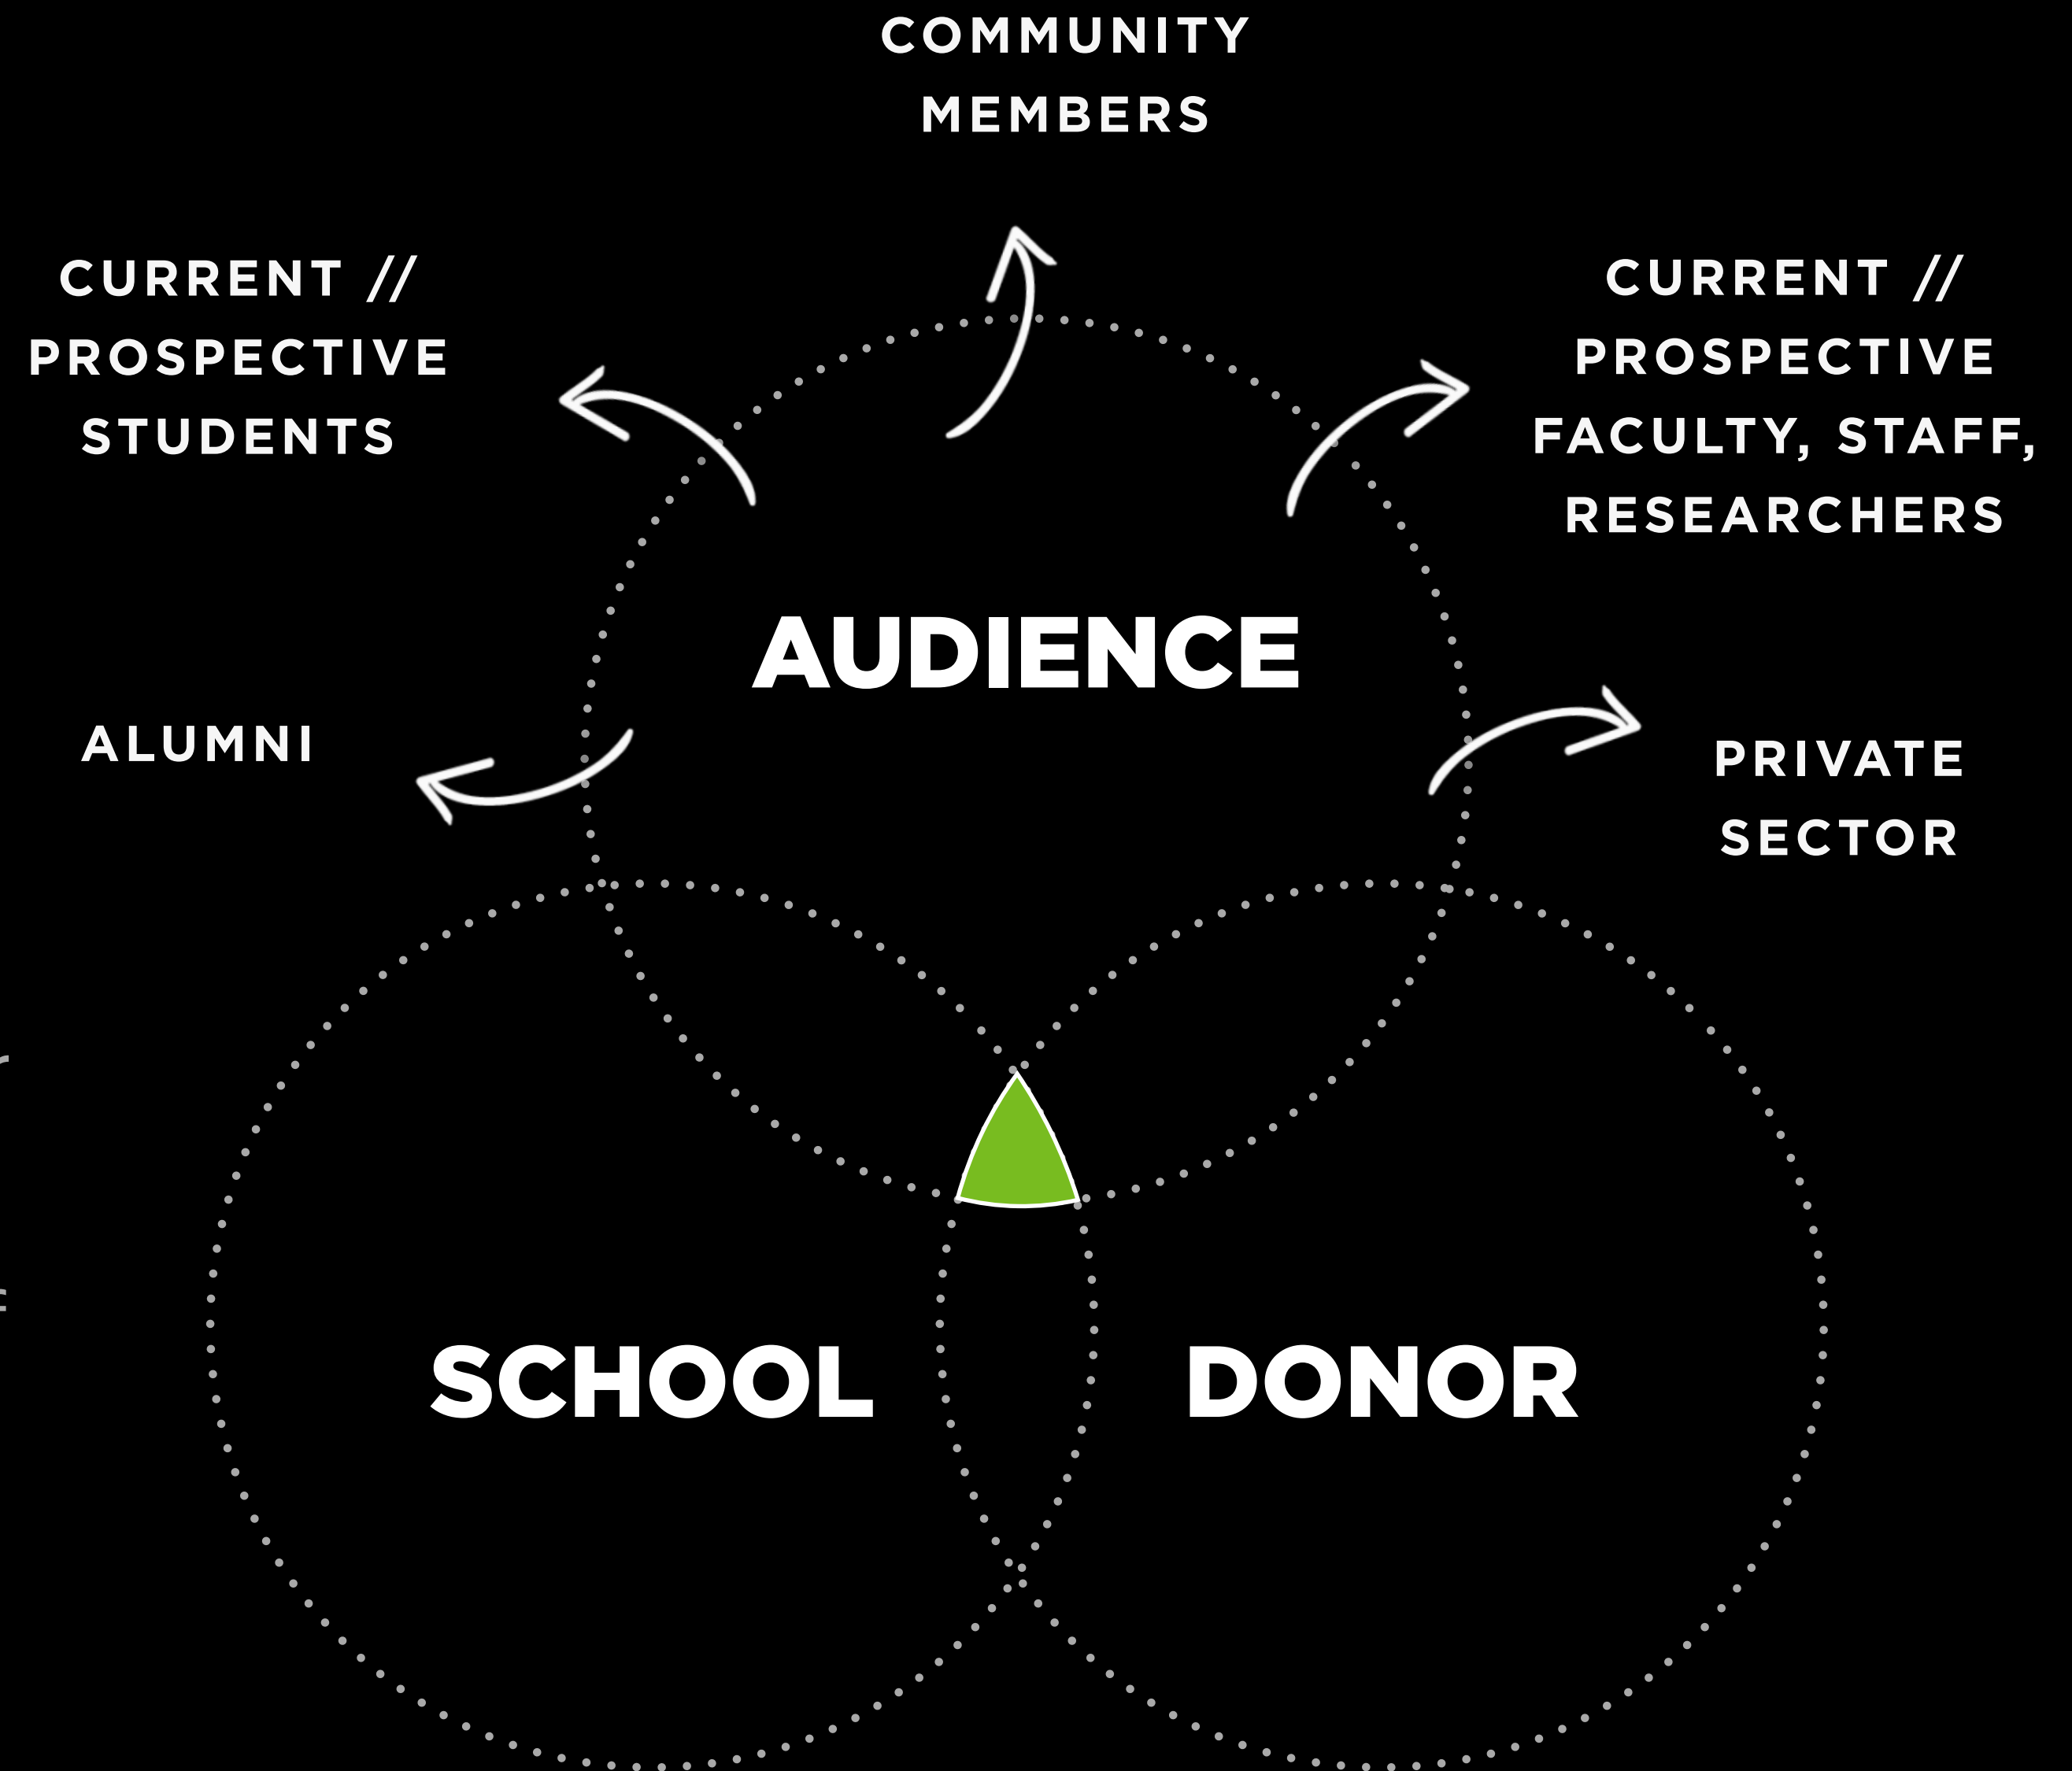 COMMUNITY
MEMBERS
CURRENT //
PROSPECTIVE
STUDENTS
CURRENT //
PROSPECTIVE
FACULTY, STAFF,
RESEARCHERS
AUDIENCE
ALUMNI
PRIVATE
SECTOR
SCHOOL
DONOR